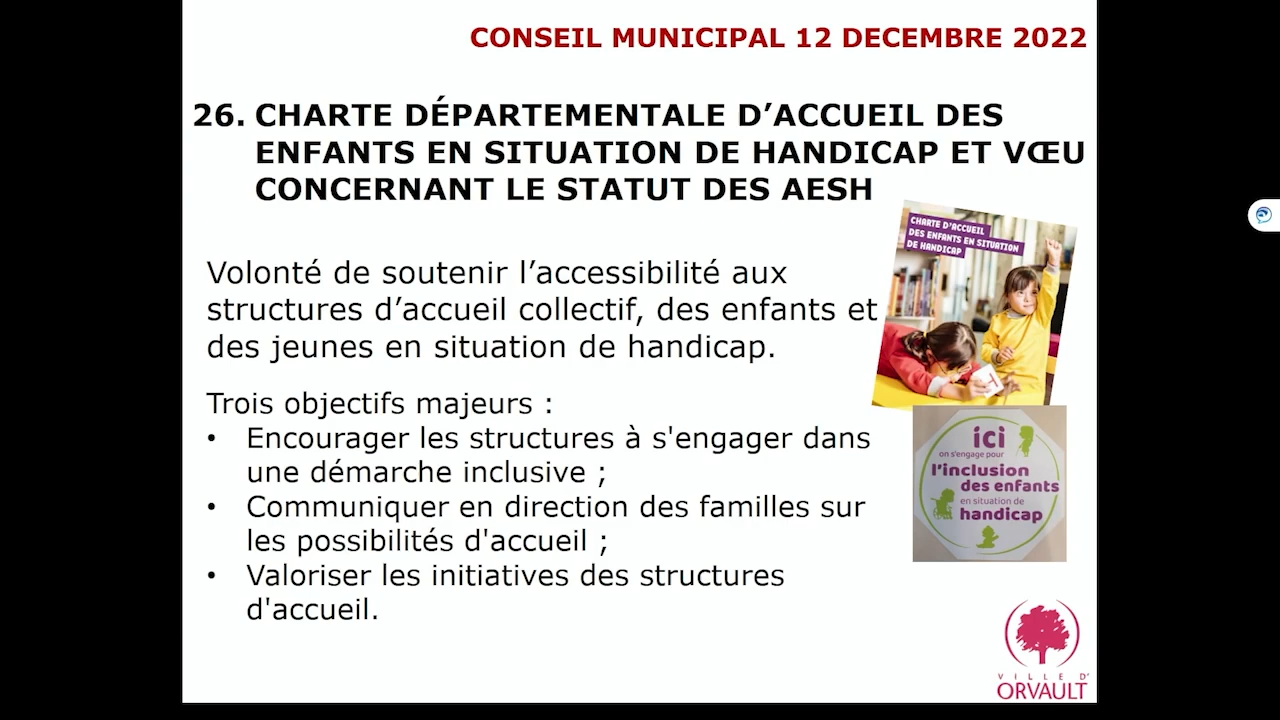 CONSEIL MUNICIPAL 12 DECEMBRE 2022
26. CHARTE DÉPARTEMENTALE D’ACCUEIL DES
ENFANTS EN SITUATION DE HANDICAP ET VŒU
CONCERNANT LE STATUT DES AESH
CHARTE D'ACCUEIL
DES ENFANTS EN SITUATION
DE HANDICAP
Volonté de soutenir l’accessibilité aux
structures d’accueil collectif, des enfants et
des jeunes en situation de handicap.
Trois objectifs majeurs :
• Encourager les structures à s'engager dans
une démarche inclusive ;
• Communiquer en direction des familles sur
les possibilités d'accueil ;
• Valoriser les initiatives des structures
d'accueil.
ici
on s'engage pour
l'inclusion
des enfants
en situation de
handicap
VILLE D'
ORVAULT